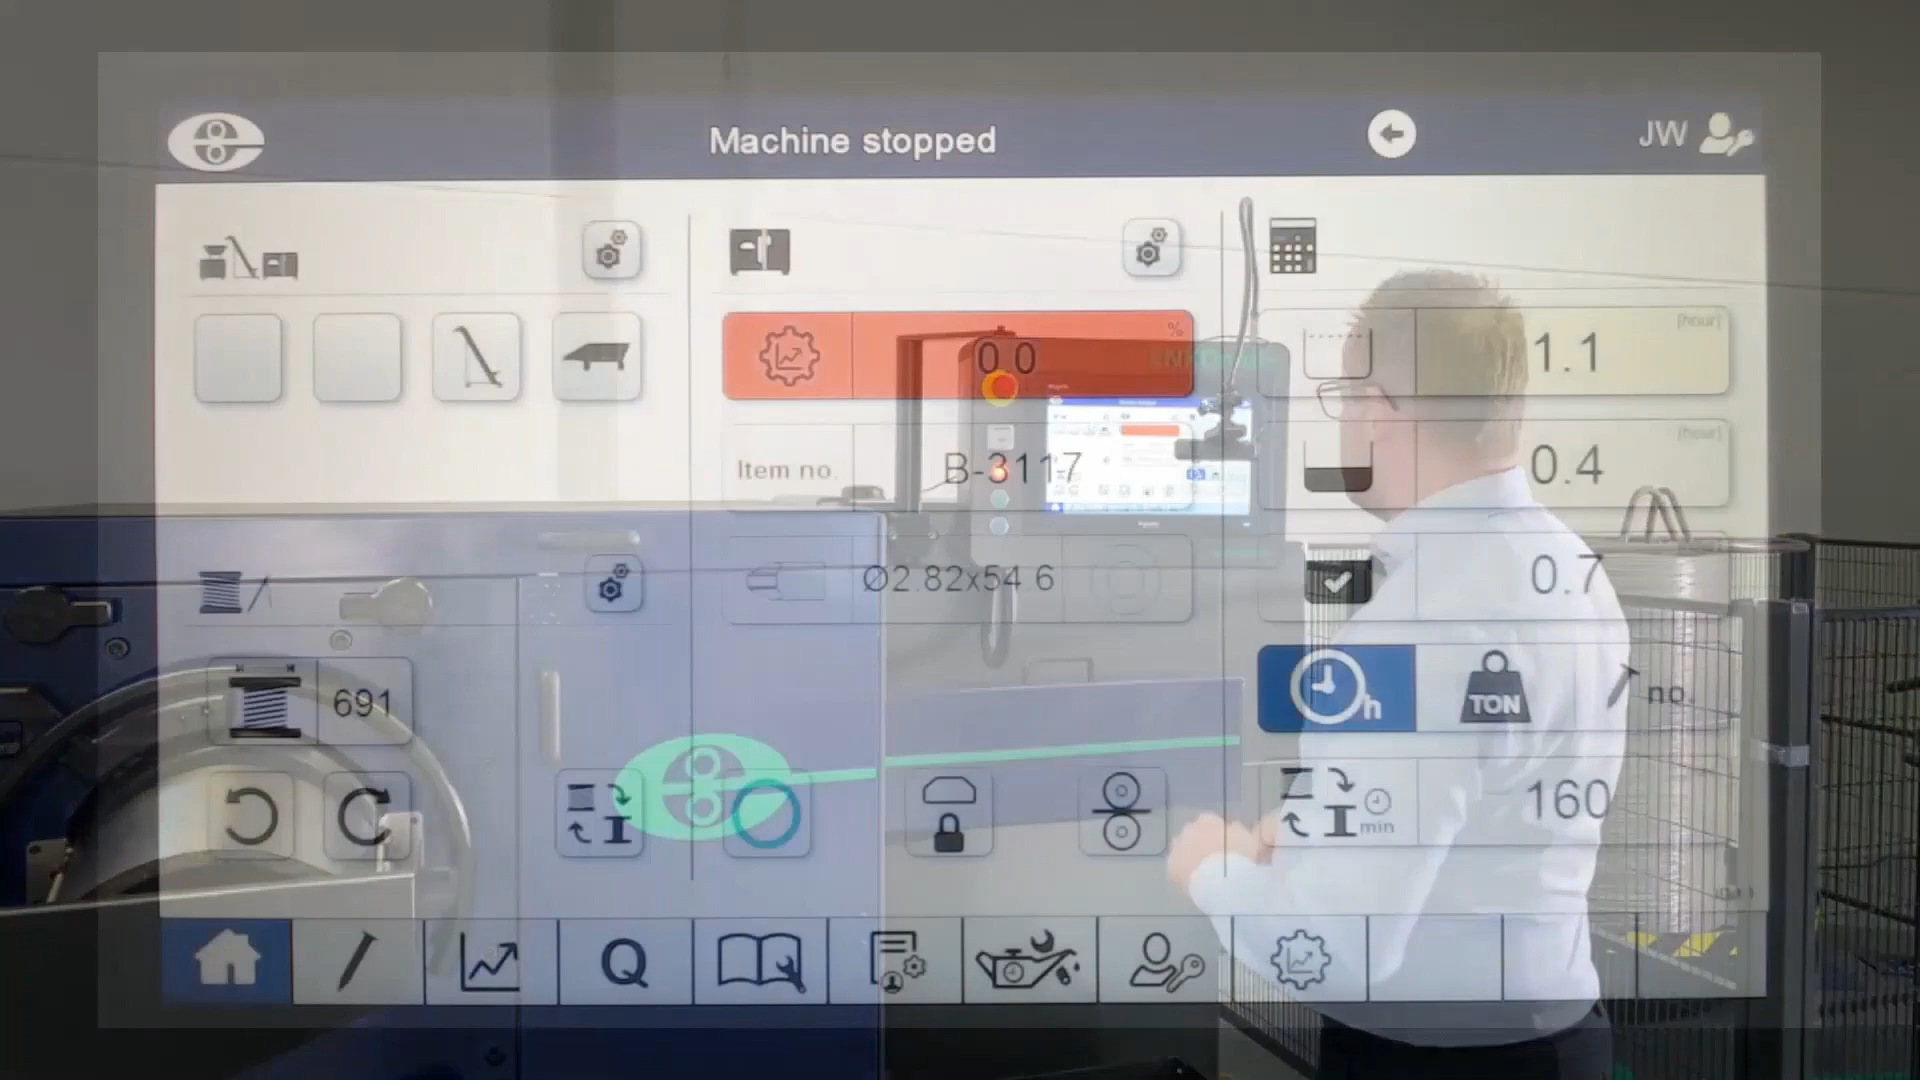 Machine stopped
JW
%
0.0
[hour]
1.1
Item no.
B-3117
[hour]
0.4
Ø2.82x54.6
0.7
691
h
TON
no.
min
160
Q